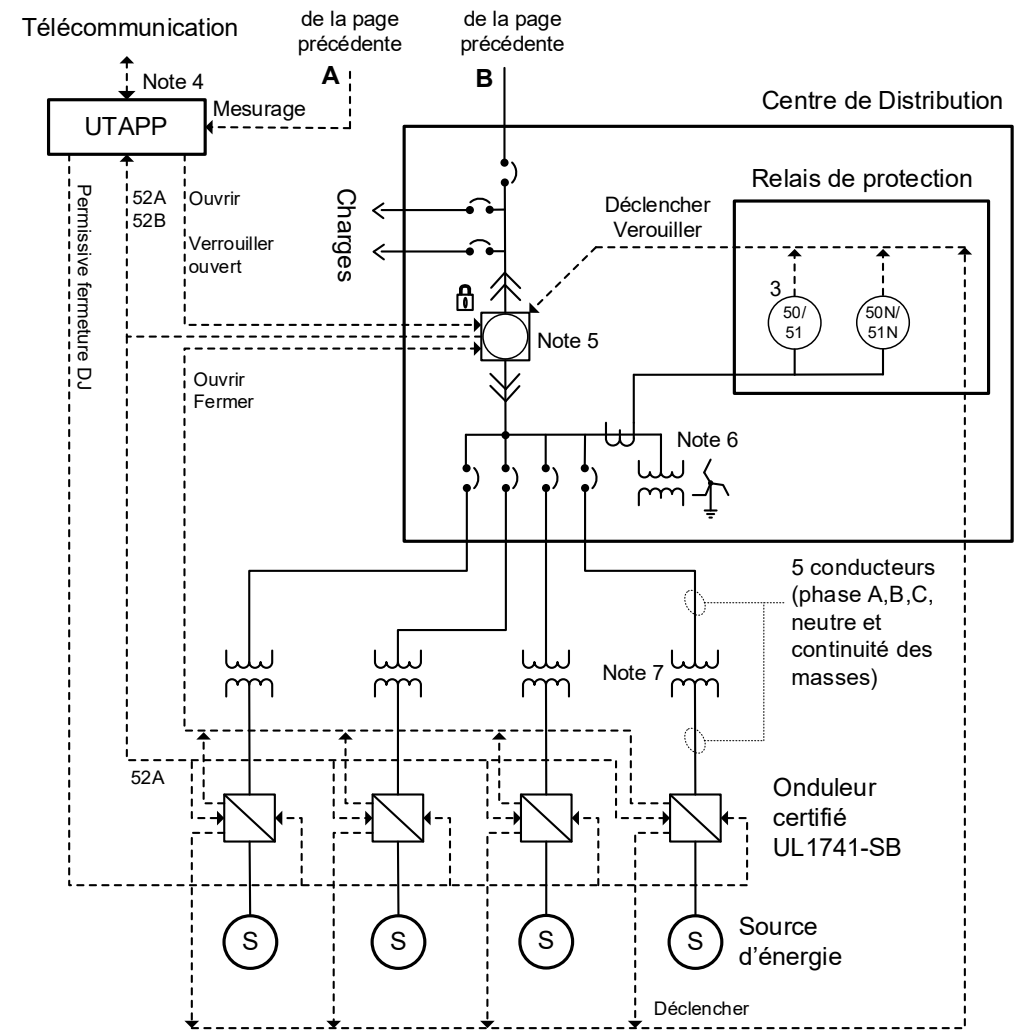 Télécommunication
de la page
précédente
A
de la page
précédente
B
Note 4
UTAPP
Mesurage
Centre de Distribution
Permissive fermeture DJ
52A
52B
Ouvrir
Verrouiller
ouvert
Charges
Déclencher
Verouiller
Relais de protection
3
50/
51
50N/
51N
Note 5
Ouvrir
Fermer
Note 6
5 conducteurs
(phase A,B,C,
neutre et
continuité des
masses)
Note 7
52A
Onduleur
certifié
UL1741-SB
S
S
S
S
Source
d'énergie
Déclencher